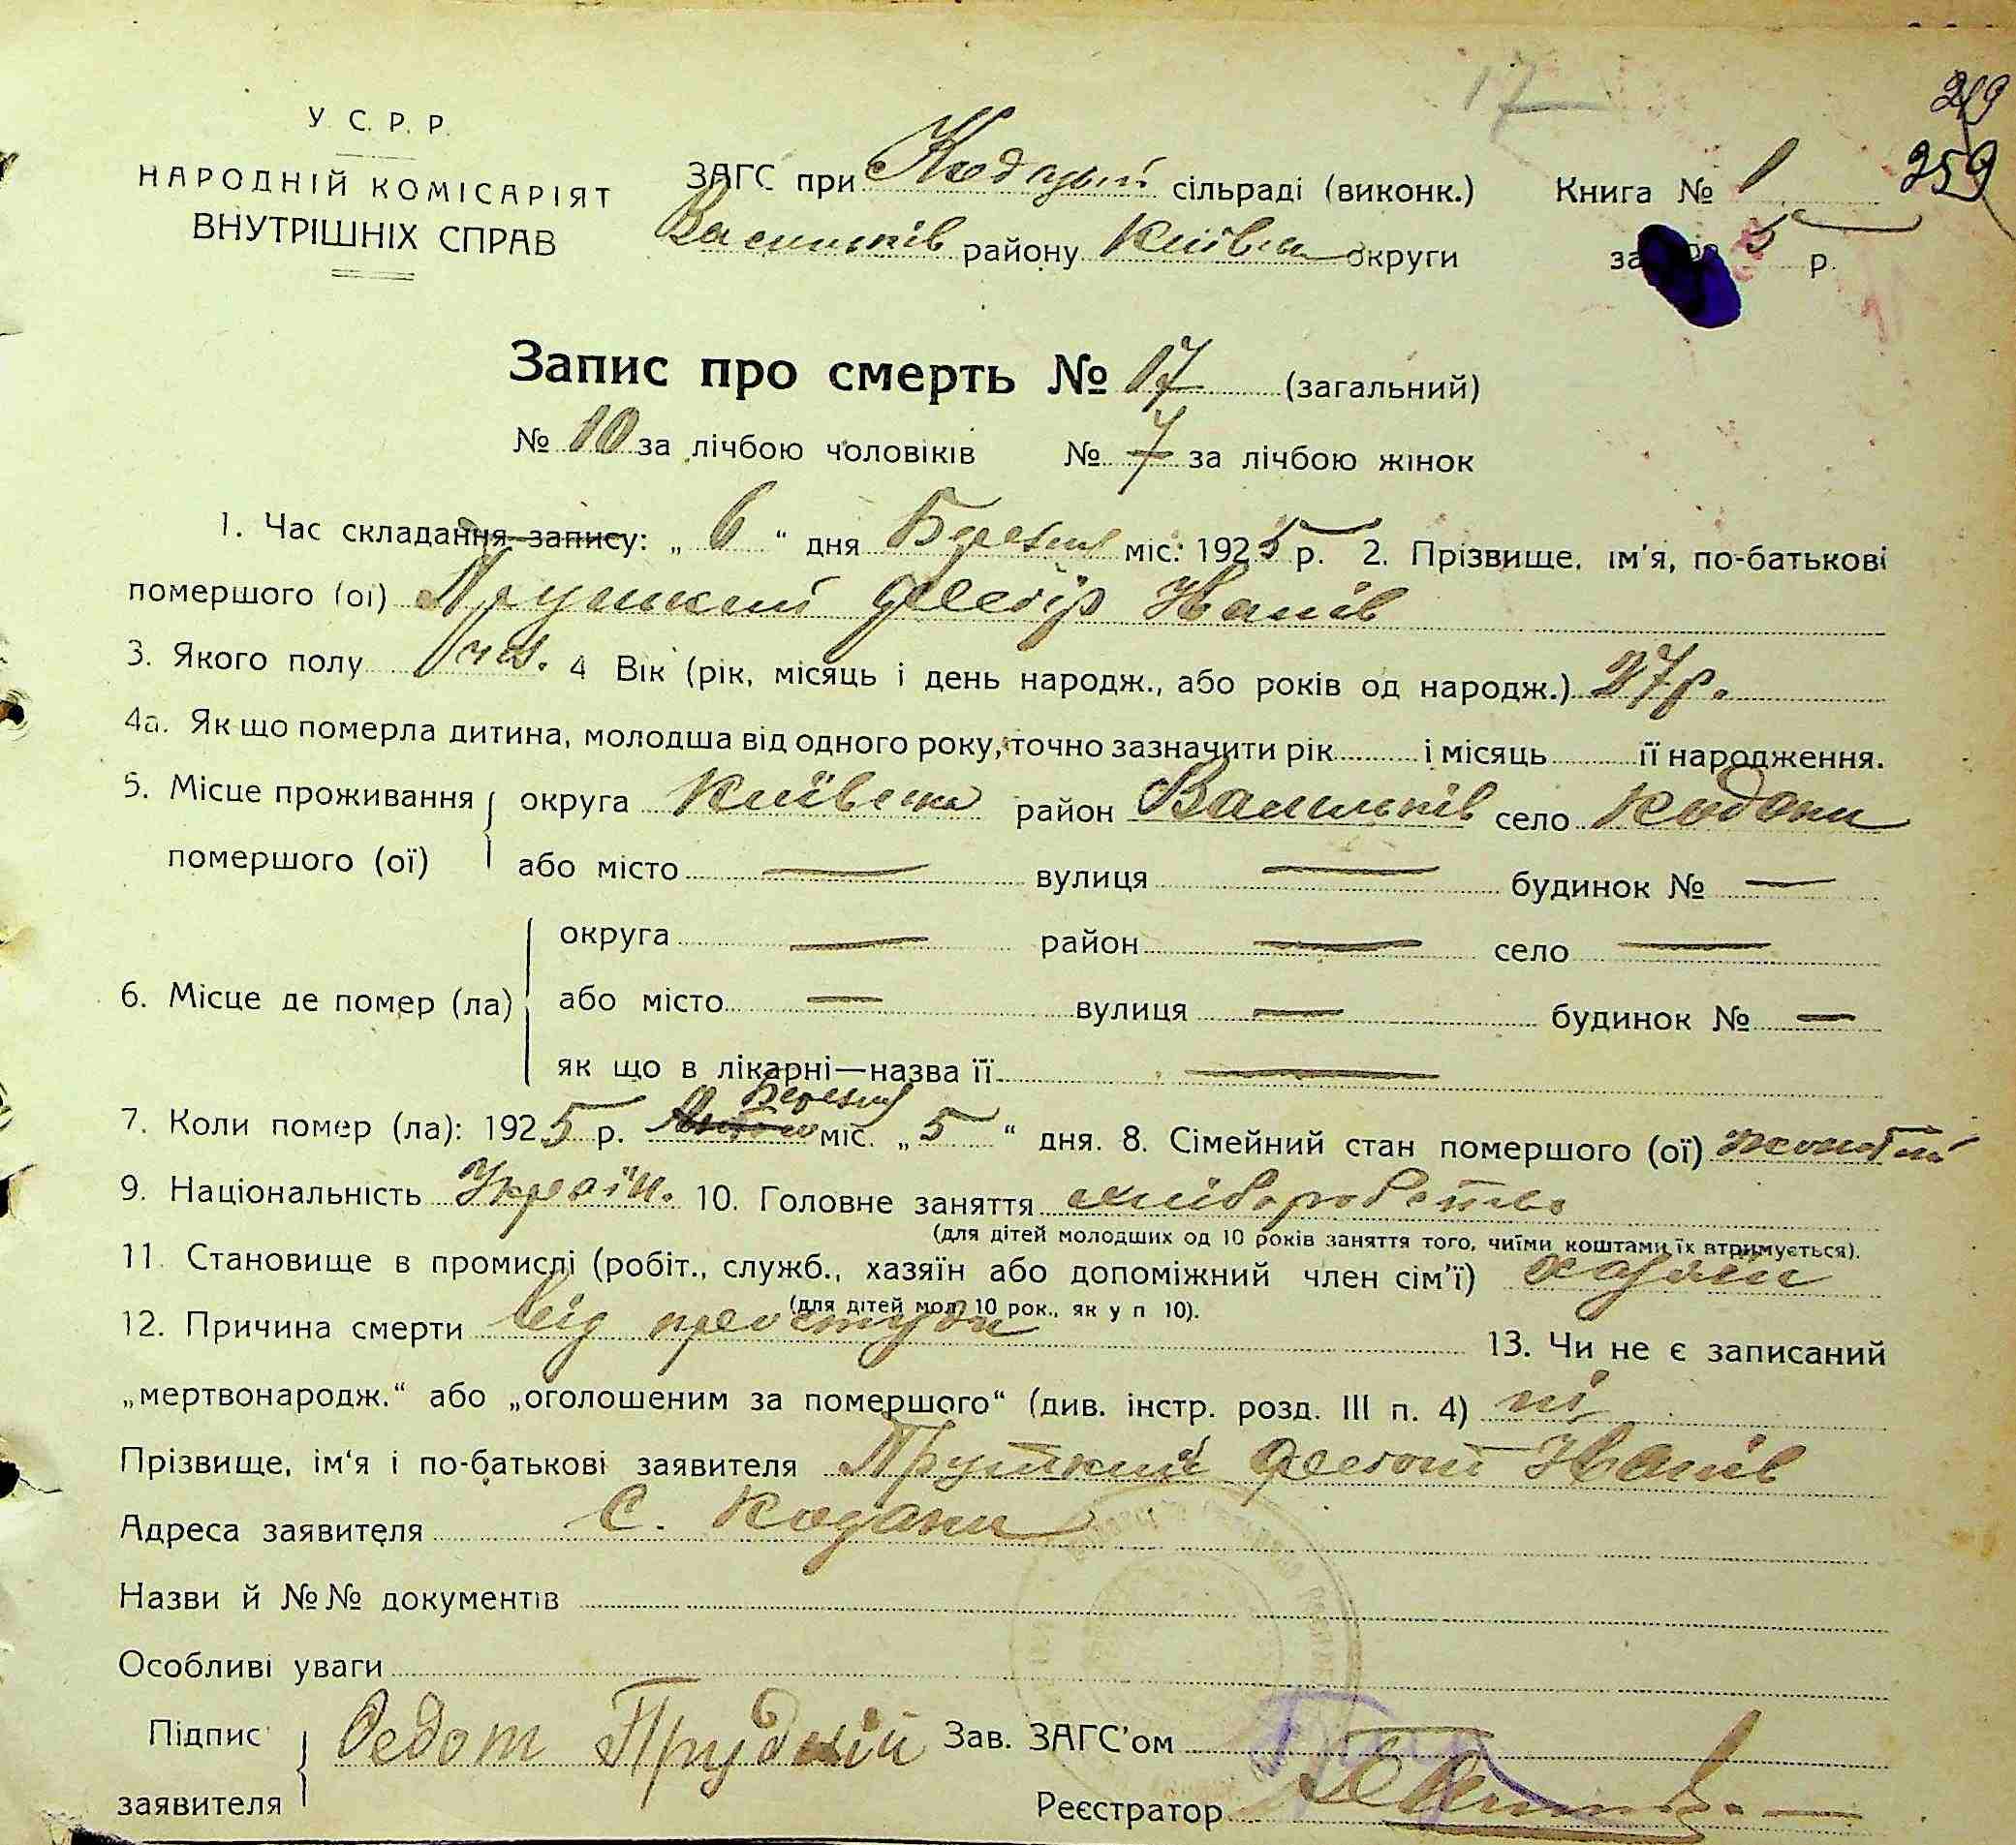 17
219
259
У. С. Р. Р.
НАРОДНІЙ КОМІСАРІЯТ
ВНУТРІШНІХ СПРАВ
ЗАГС при сільраді (виконк.)
Васильків району Київськ округи
Книга № 1
за 5 р.
Запис про смерть № 17 (загальний)
№ 10 за лічбою чоловіків № 7 за лічбою жінок
1. Час складання запису: „ 6 “ дня Березня міс. 1925 р. 2. Прізвище, ім'я, по-батькові
помершого (ої) Іванів
3. Якого полу чол. 4 Вік (рік, місяць і день народж., або років од народж.) 27 р.
4а. Як що померла дитина, молодша від одного року, точно зазначити рік і місяць її народження.
5. Місце проживання округа Київська район Васильків село Кодаки
помершого (ої) або місто — вулиця — будинок № —
округа — район — село —
6. Місце де помер (ла) або місто — вулиця — будинок № —
як що в лікарні—назва її —
Березня
7. Коли помер (ла): 1925 р. міс. „ 5 “ дня. 8. Сімейний стан помершого (ої) жонатий
9. Національність Україн. 10. Головне заняття хліборобство
(для дітей молодших од 10 років заняття того, чиїми коштами їх втримується).
11. Становище в промислі (робіт., служб., хазяїн або допоміжний член сім'ї) хазяїн
(для дітей мол. 10 рок., як у п 10).
12. Причина смерти від простуди 13. Чи не є записаний
„мертвонародж.“ або „оголошеним за помершого“ (див. інстр. розд. III п. 4) ні
Прізвище, ім'я і по-батькові заявителя Пруткий Федот Іванів
Адреса заявителя с. Кодаки
Назви й №№ документів
Особливі уваги
Підпис Федот Прудкий Зав. ЗАГС'ом
заявителя Реєстратор